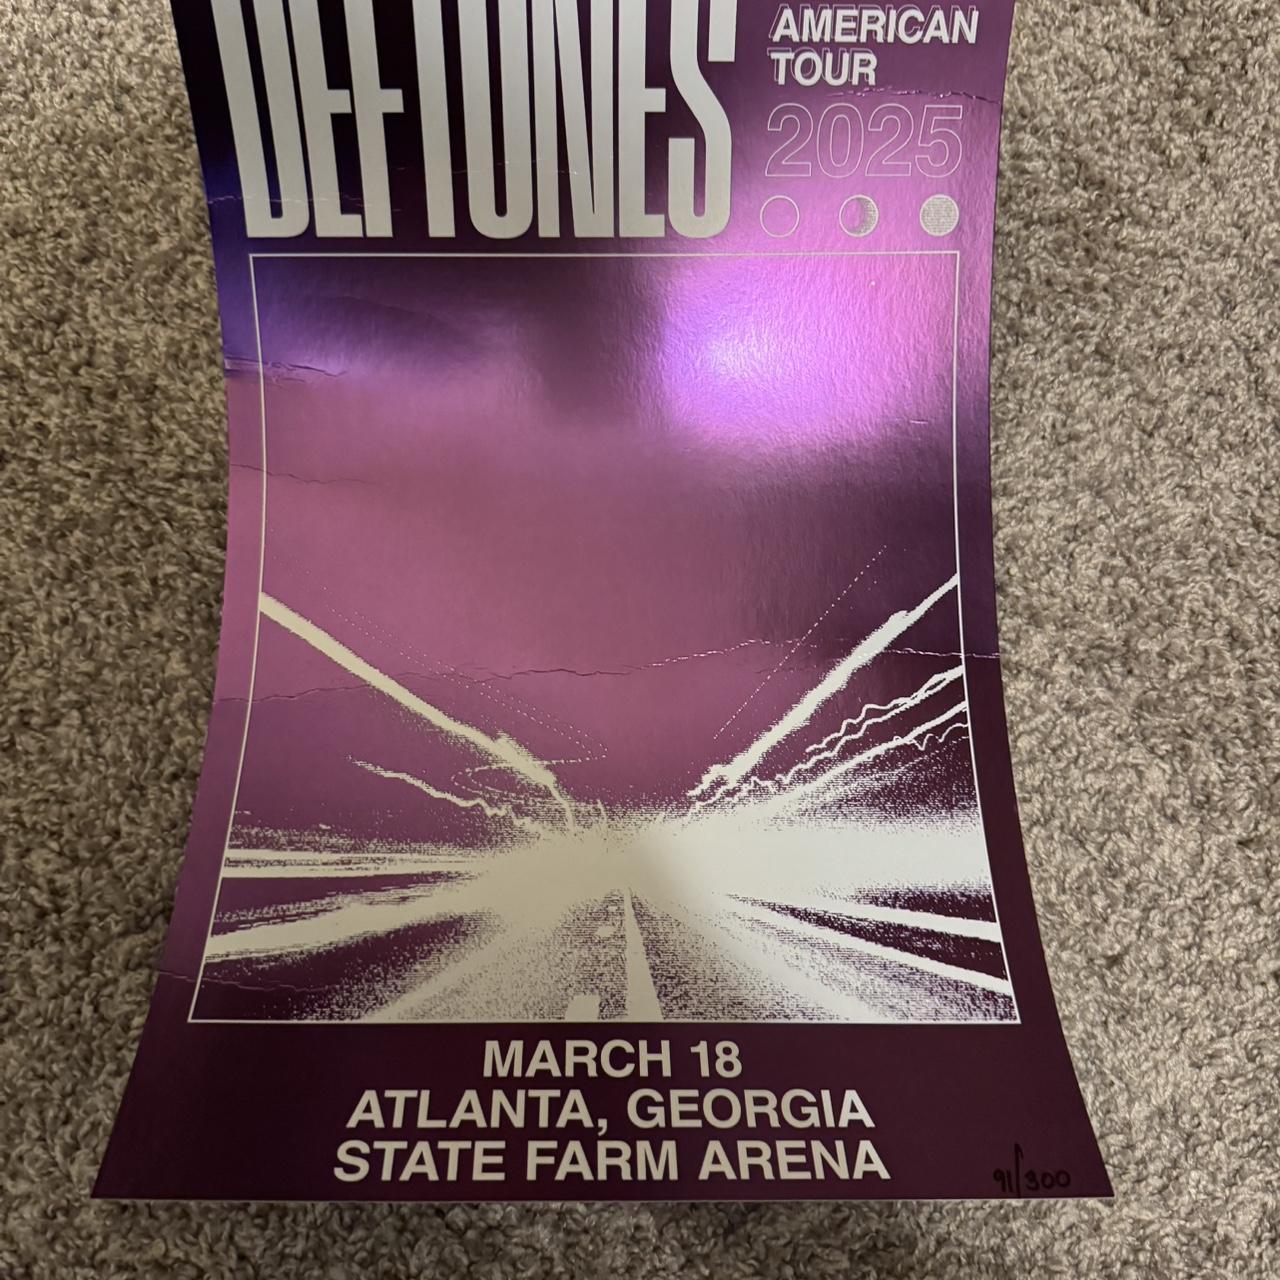 DEFTONES
AMERICAN
TOUR
2025
MARCH 18
ATLANTA, GEORGIA
STATE FARM ARENA
91/300